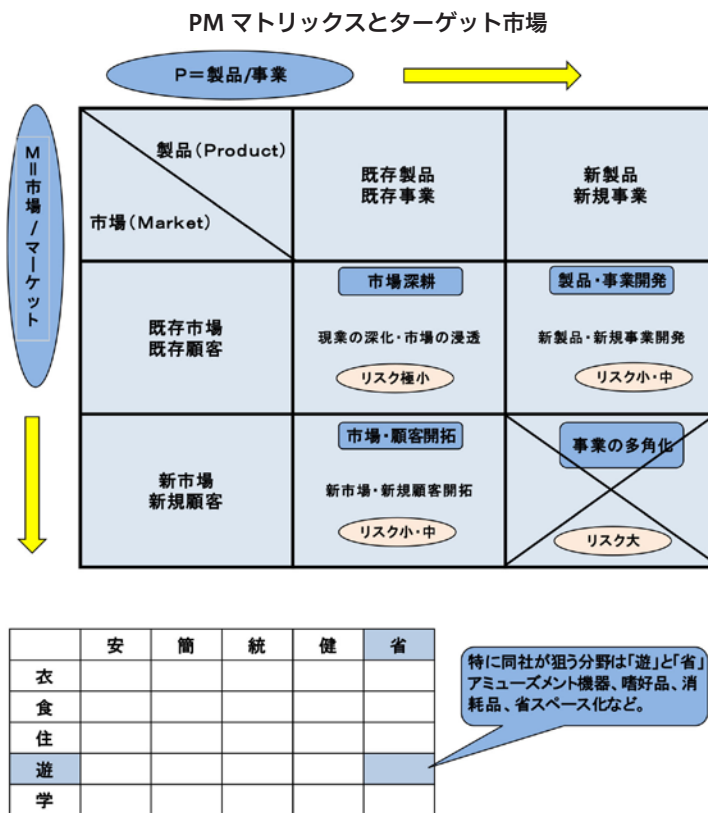 PM マトリックスとターゲット市場
P＝製品/事業
M＝市場/マーケット
製品(Product)
市場(Market)
既存製品
既存事業
新製品
新規事業
既存市場
既存顧客
市場深耕
現業の深化・市場の浸透
リスク極小
製品・事業開発
新製品・新規事業開発
リスク小・中
新市場
新規顧客
市場・顧客開拓
新市場・新規顧客開拓
リスク小・中
事業の多角化
リスク大
安 簡 統 健 省
衣
食
住
遊
学
特に同社が狙う分野は「遊」と「省」
アミューズメント機器、嗜好品、消
耗品、省スペース化など。